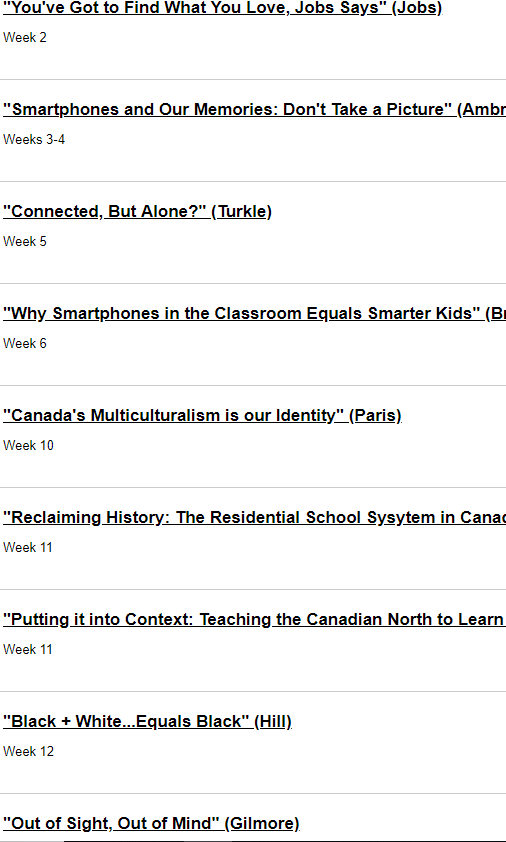 "You've Got to Find What You Love, Jobs Says" (Jobs)
Week 2
"Smartphones and Our Memories: Don't Take a Picture" (Ambr
Weeks 3-4
"Connected, But Alone?" (Turkle)
Week 5
"Why Smartphones in the Classroom Equals Smarter Kids" (Br
Week 6
"Canada's Multiculturalism is our Identity" (Paris)
Week 10
"Reclaiming History: The Residential School Sysytem in Canad
Week 11
"Putting it into Context: Teaching the Canadian North to Learn
Week 11
"Black + White...Equals Black" (Hill)
Week 12
"Out of Sight, Out of Mind" (Gilmore)